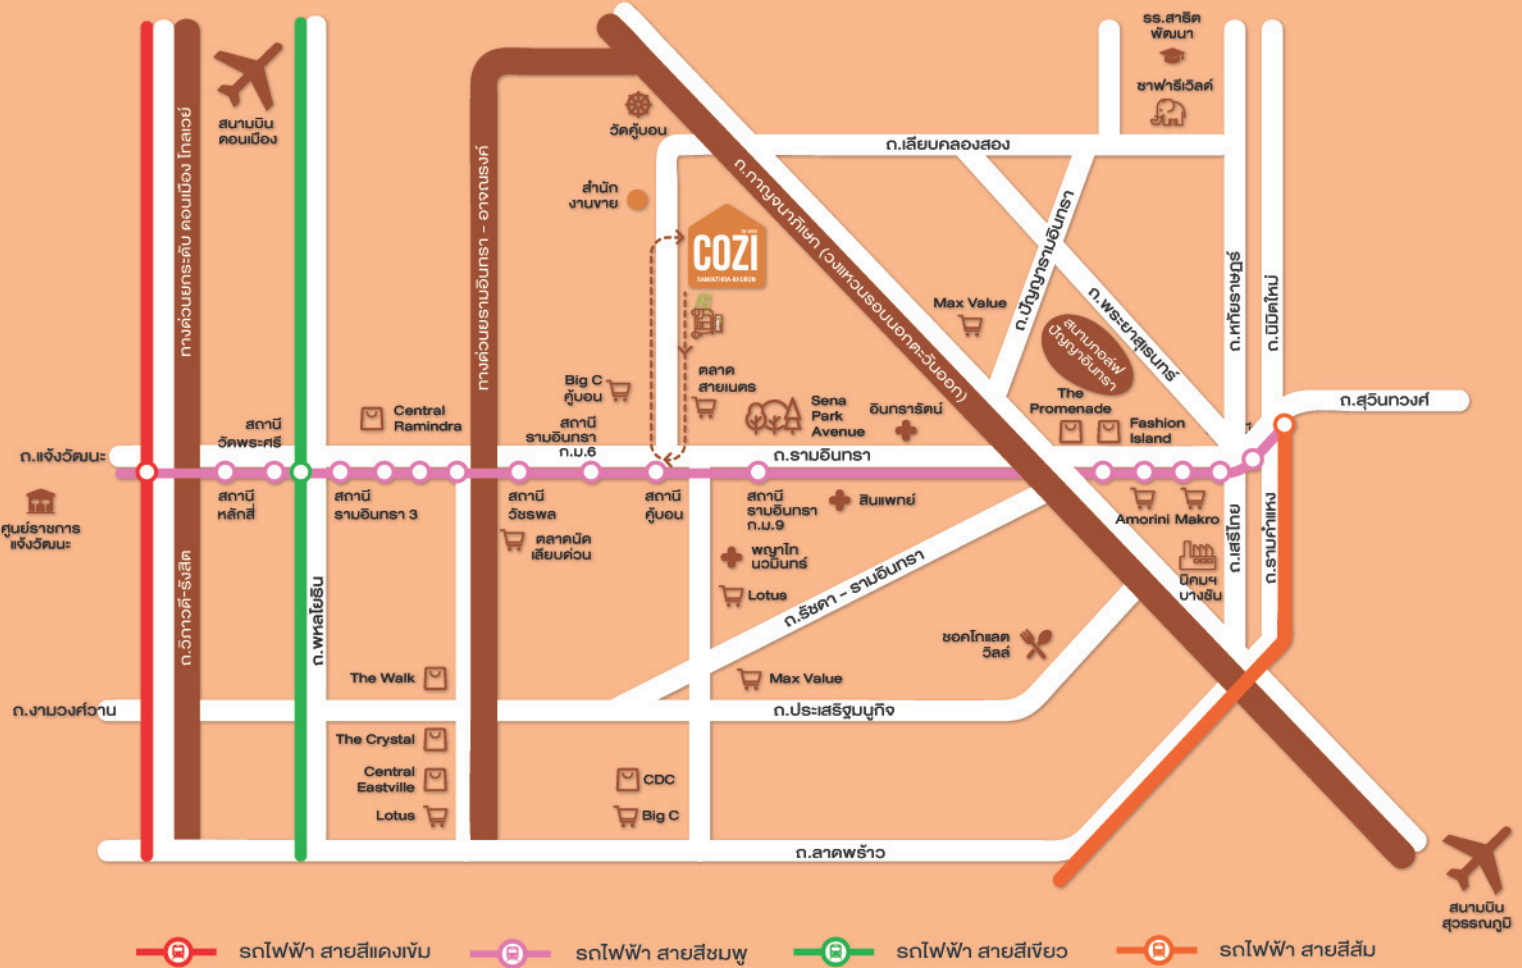 รร.สาธิต
พัฒนา
ซาฟารีเวิลด์
สนามบิน
ดอนเมือง
ทางด่วนยกระดับ ดอนเมือง โทลเวย์
วัดคู้บอน
ถ.เลียบคลองสอง
สำนัก
งานขาย
COZI
RAMINTHRA-KHUBON
ทางด่วนรามอินทรา - อาจณรงค์
ถ.กาญจนาภิเษก (วงแหวนรอบนอกตะวันออก)
ถ.ปัญญารามอินทรา
ถ.พระยาสุเรนทร์
ถ.หทัยราษฎร์
ถ.นิมิตใหม่
Max Value
สนามกอล์ฟ
ปัญญาอินทรา
Big C
คู้บอน
ตลาด
สายเนตร
Sena
Park
Avenue
อินทรารัตน์
The
Promenade
Fashion
Island
ถ.สุวินทวงศ์
Central
Ramindra
สถานี
วัดพระศรี
สถานี
รามอินทรา
ก.ม.6
ถ.แจ้งวัฒนะ
ถ.รามอินทรา
ศูนย์ราชการ
แจ้งวัฒนะ
สถานี
หลักสี่
สถานี
รามอินทรา 3
สถานี
วัชรพล
สถานี
คู้บอน
สถานี
รามอินทรา
ก.ม.9
สินแพทย์
Amorini
Makro
ตลาดนัด
เลียบด่วน
พญาไท
นวมินทร์
Lotus
นิคมฯ
บางชัน
ถ.เสรีไทย
ถ.รามคำแหง
ถ.วิภาวดี-รังสิต
ถ.พหลโยธิน
ถ.รัชดา - รามอินทรา
ชอคโกแลต
วิลล์
The Walk
Max Value
ถ.งามวงศ์วาน
ถ.ประเสริฐมนูกิจ
The Crystal
Central
Eastville
Lotus
CDC
Big C
ถ.ลาดพร้าว
สนามบิน
สุวรรณภูมิ
รถไฟฟ้า สายสีแดงเข้ม
รถไฟฟ้า สายสีชมพู
รถไฟฟ้า สายสีเขียว
รถไฟฟ้า สายสีส้ม